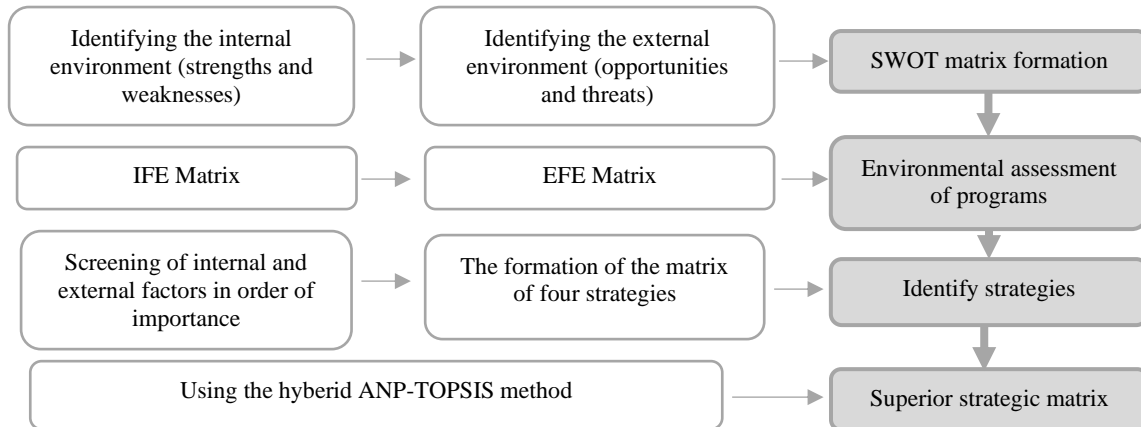 Identifying the internal
environment (strengths and
weaknesses)
Identifying the external
environment (opportunities
and threats)
SWOT matrix formation
IFE Matrix
EFE Matrix
Environmental assessment
of programs
Screening of internal and
external factors in order of
importance
The formation of the matrix
of four strategies
Identify strategies
Using the hyberid ANP-TOPSIS method
Superior strategic matrix